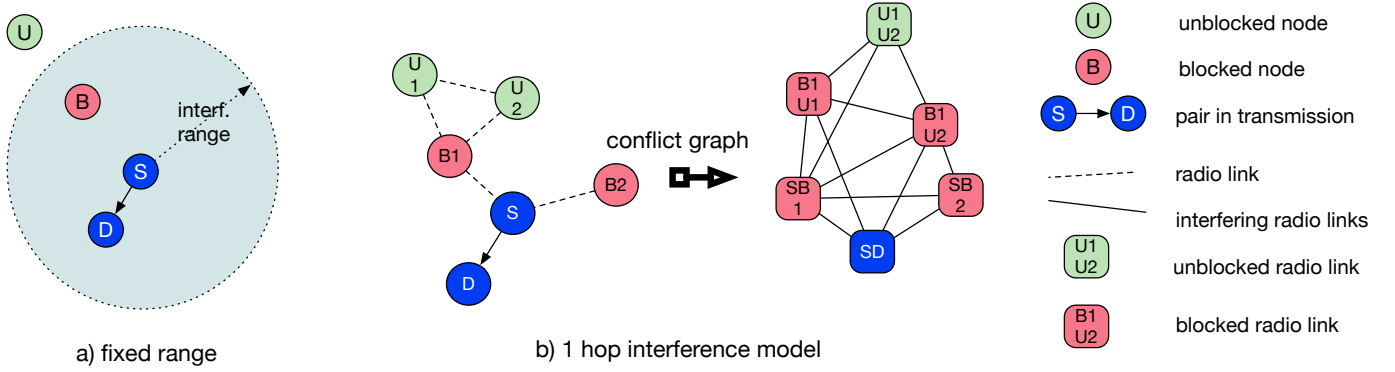 U
B
interf.
range
S
D
a) fixed range
U
1
U
2
B1
B2
S
D
conflict graph
b) 1 hop interference model
U1
U2
B1
U1
B1
U2
SB
1
SB
2
SD
U
unblocked node
B
blocked node
S
D
pair in transmission
radio link
interfering radio links
U1
U2
unblocked radio link
B1
U2
blocked radio link